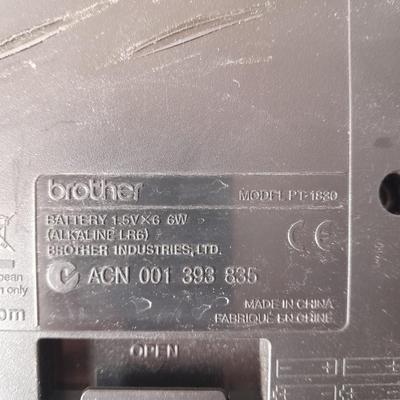 brother
MODEL PT-1830
BATTERY 1.5V×6 6W
(ALKALINE LR6)
BROTHER INDUSTRIES, LTD.
CE
ACN 001 393 835
MADE IN CHINA
FABRIQUÉ EN CHINE
OPEN